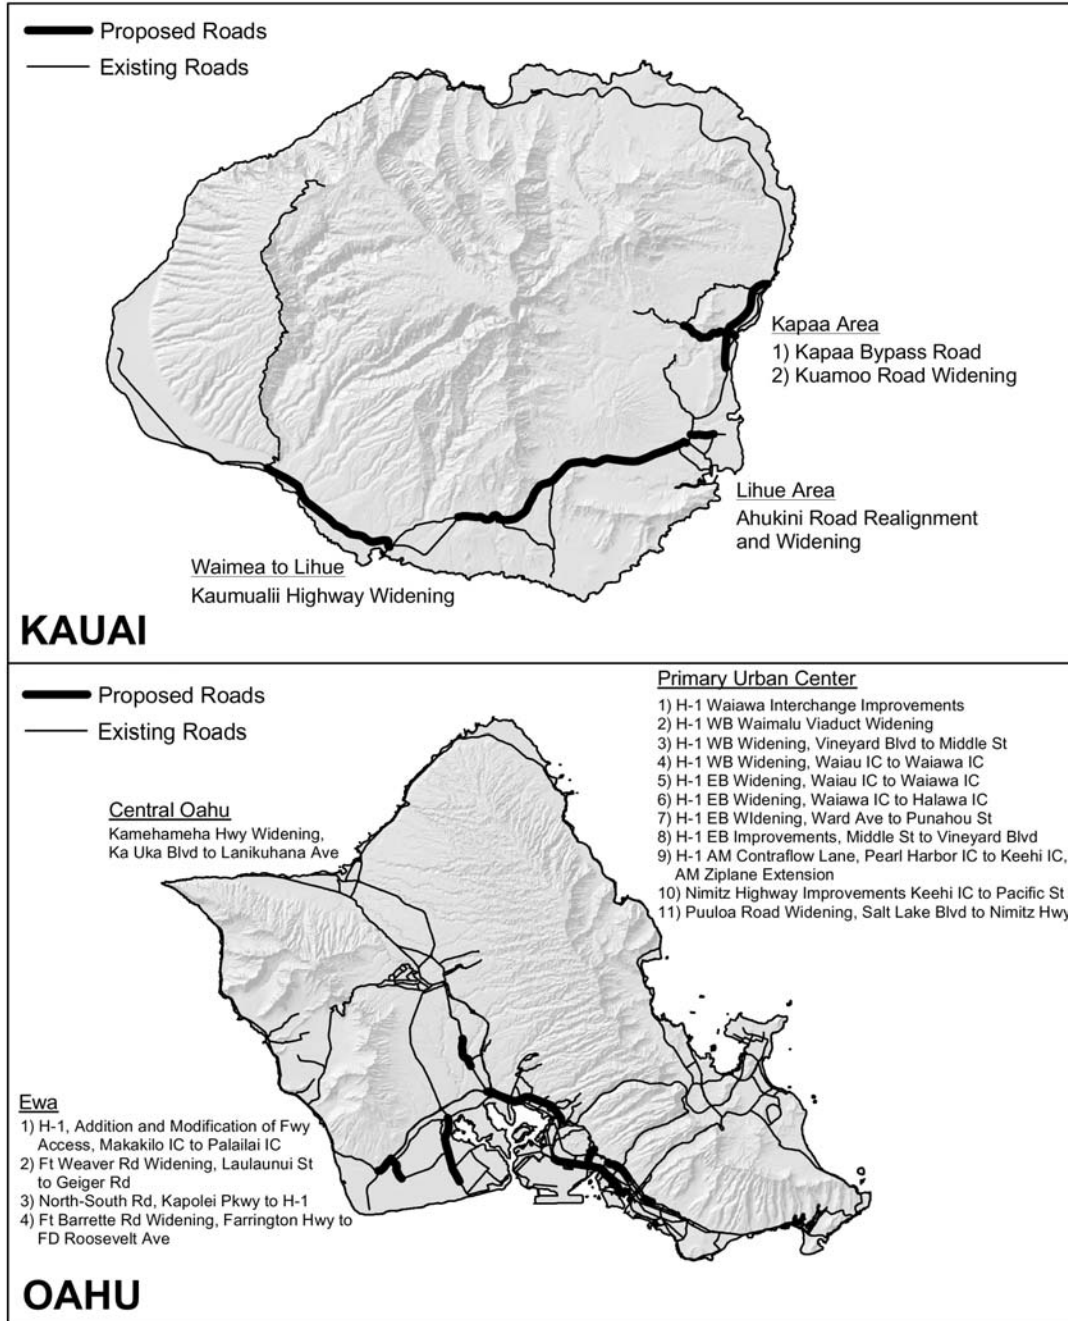 Proposed Roads
Existing Roads
Kapaa Area
1) Kapaa Bypass Road
2) Kuamoo Road Widening
Lihue Area
Ahukini Road Realignment
and Widening
Waimea to Lihue
Kaumualii Highway Widening
KAUAI
Proposed Roads
Existing Roads
Primary Urban Center
1) H-1 Waiawa Interchange Improvements
2) H-1 WB Waimalu Viaduct Widening
3) H-1 WB Widening, Vineyard Blvd to Middle St
4) H-1 WB Widening, Waiau IC to Waiawa IC
5) H-1 EB Widening, Waiau IC to Waiawa IC
6) H-1 EB Widening, Waiawa IC to Halawa IC
7) H-1 EB WIdening, Ward Ave to Punahou St
8) H-1 EB Improvements, Middle St to Vineyard Blvd
9) H-1 AM Contraflow Lane, Pearl Harbor IC to Keehi IC,
AM Ziplane Extension
10) Nimitz Highway Improvements Keehi IC to Pacific St
11) Puuloa Road Widening, Salt Lake Blvd to Nimitz Hwy
Central Oahu
Kamehameha Hwy Widening,
Ka Uka Blvd to Lanikuhana Ave
Ewa
1) H-1, Addition and Modification of Fwy
Access, Makakilo IC to Palailai IC
2) Ft Weaver Rd Widening, Laulaunui St
to Geiger Rd
3) North-South Rd, Kapolei Pkwy to H-1
4) Ft Barrette Rd Widening, Farrington Hwy to
FD Roosevelt Ave
OAHU